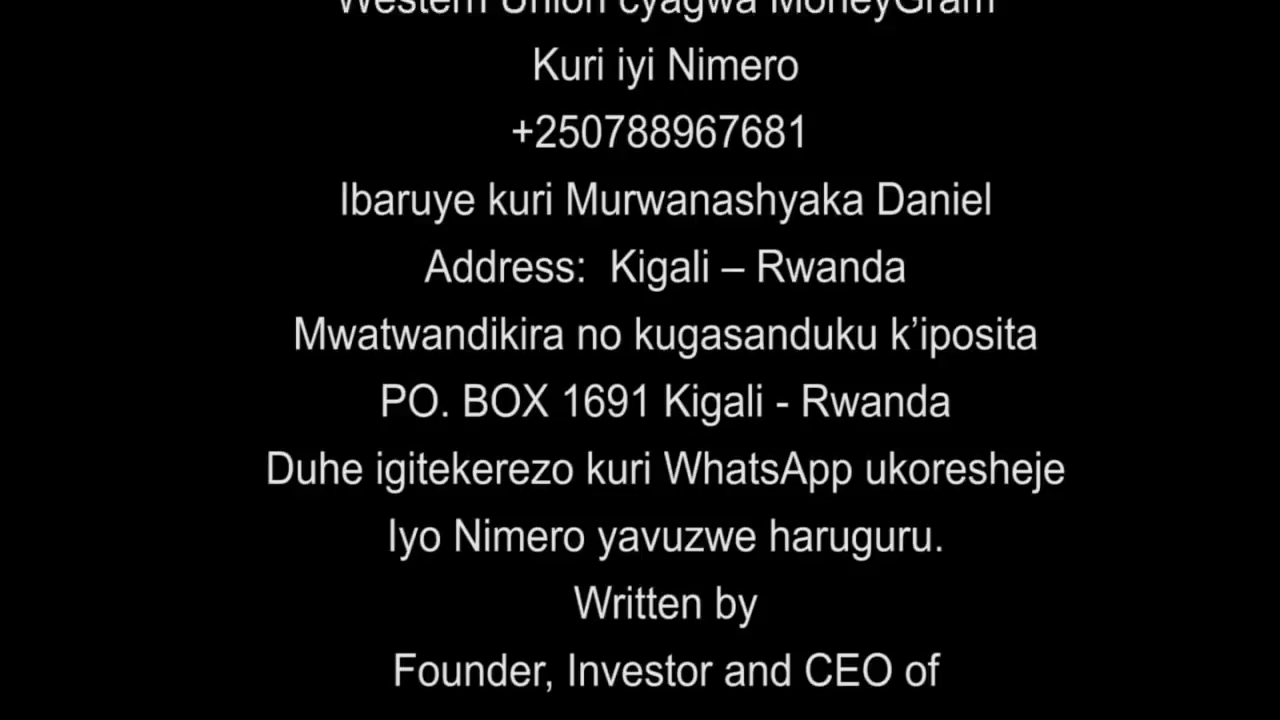 Western Union cyagwa MoneyGram
Kuri iyi Nimero
+250788967681
Ibaruye kuri Murwanashyaka Daniel
Address:  Kigali – Rwanda
Mwatwandikira no kugasanduku k’iposita
PO. BOX 1691 Kigali - Rwanda
Duhe igitekerezo kuri WhatsApp ukoresheje
Iyo Nimero yavuzwe haruguru.
Written by
Founder, Investor and CEO of